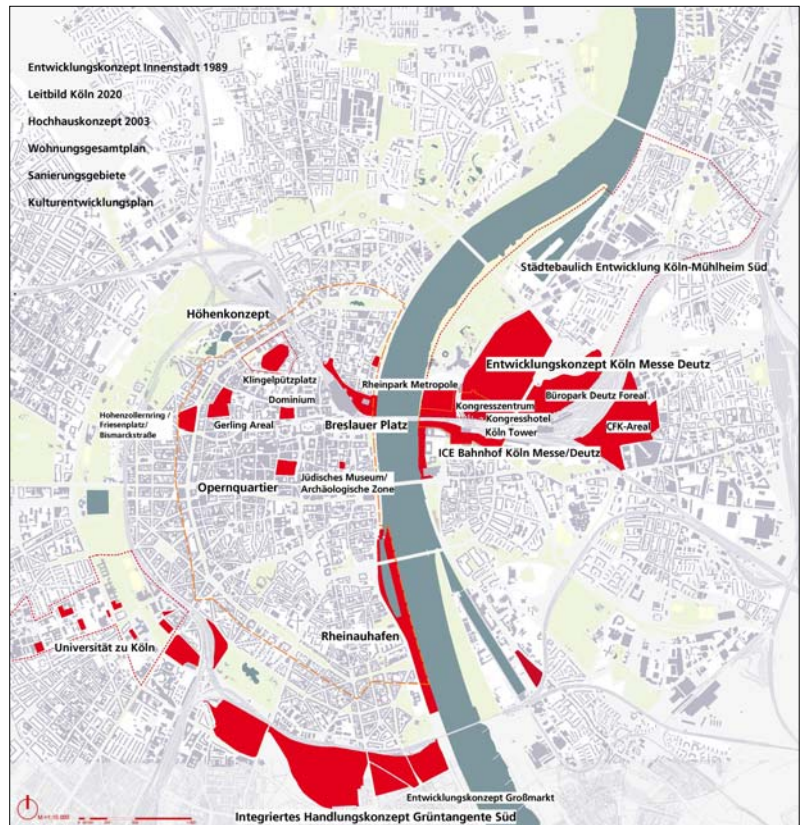 Entwicklungskonzept Innenstadt 1989
Leitbild Köln 2020
Hochhauskonzept 2003
Wohnungsgesamtplan
Sanierungsgebiete
Kulturentwicklungsplan
Städtebaulich Entwicklung Köln-Mühlheim Süd
Höhenkonzept
Entwicklungskonzept Köln Messe Deutz
Klingelpützplatz
Rheinpark Metropole
Büropark Deutz Foreal
Dominium
Kongresszentrum
Hohenzollernring /
Friesenplatz/
Bismarckstraße
Gerling Areal
Breslauer Platz
Kongresshotel
Köln Tower
CFK-Areal
ICE Bahnhof Köln Messe/Deutz
Opernquartier
Jüdisches Museum/
Archäologische Zone
Rheinauhafen
Universität zu Köln
Entwicklungskonzept Großmarkt
Integriertes Handlungskonzept Grüntangente Süd